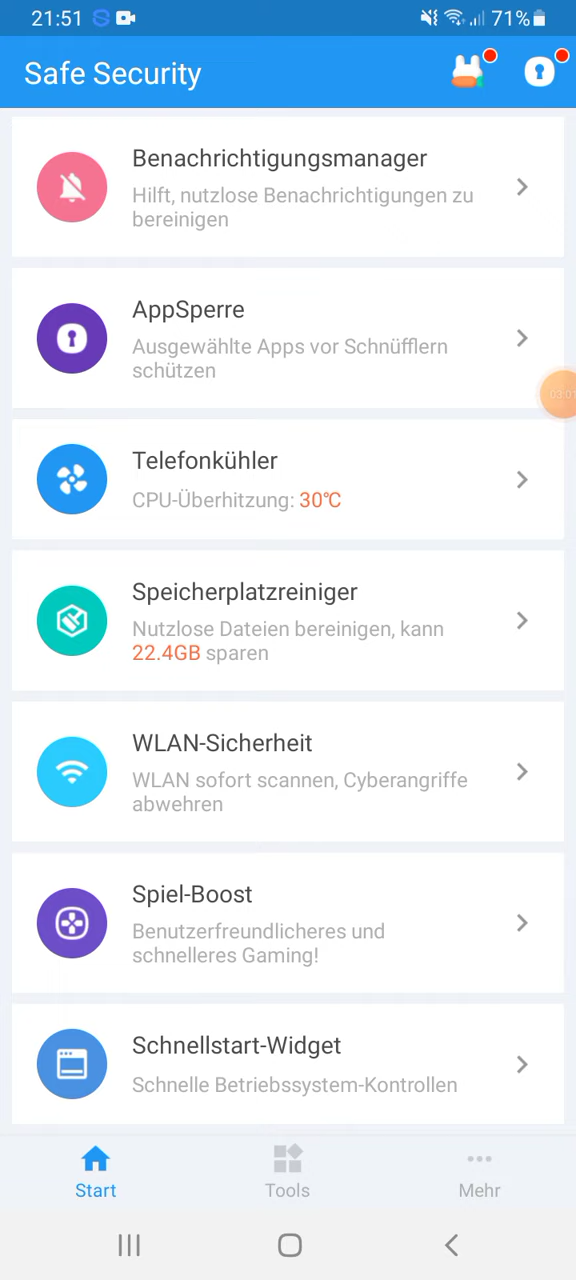 21:51
71%
Safe Security
Benachrichtigungsmanager
Hilft, nutzlose Benachrichtigungen zu
bereinigen
AppSperre
Ausgewählte Apps vor Schnüfflern
schützen
03:01
Telefonkühler
CPU-Überhitzung: 30℃
Speicherplatzreiniger
Nutzlose Dateien bereinigen, kann
22.4GB sparen
WLAN-Sicherheit
WLAN sofort scannen, Cyberangriffe
abwehren
Spiel-Boost
Benutzerfreundlicheres und
schnelleres Gaming!
Schnellstart-Widget
Schnelle Betriebssystem-Kontrollen
Start
Tools
Mehr